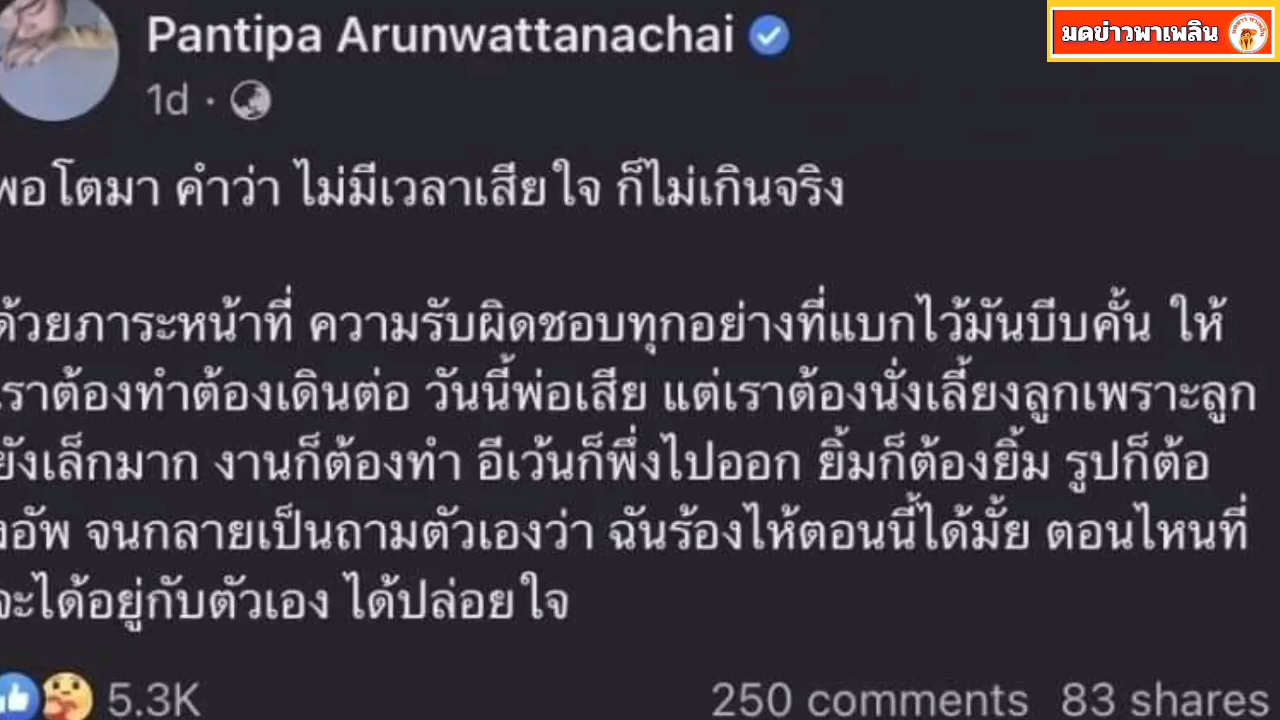 Pantipa Arunwattanachai
มดข่าวพาเพลิน
1d ·
พอโตมา คำว่า ไม่มีเวลาเสียใจ ก็ไม่เกินจริง
ด้วยภาระหน้าที่ ความรับผิดชอบทุกอย่างที่แบกไว้มันบีบคั้น ให้
เราต้องทำต้องเดินต่อ วันนี้พ่อเสีย แต่เราต้องนั่งเลี้ยงลูกเพราะลูก
ยังเล็กมาก งานก็ต้องทำ อีเว้นก็พึ่งไปออก ยิ้มก็ต้องยิ้ม รูปก็ต้อ
งอัพ จนกลายเป็นถามตัวเองว่า ฉันร้องไห้ตอนนี้ได้มั้ย ตอนไหนที่
จะได้อยู่กับตัวเอง ได้ปล่อยใจ
5.3K
250 comments 83 shares